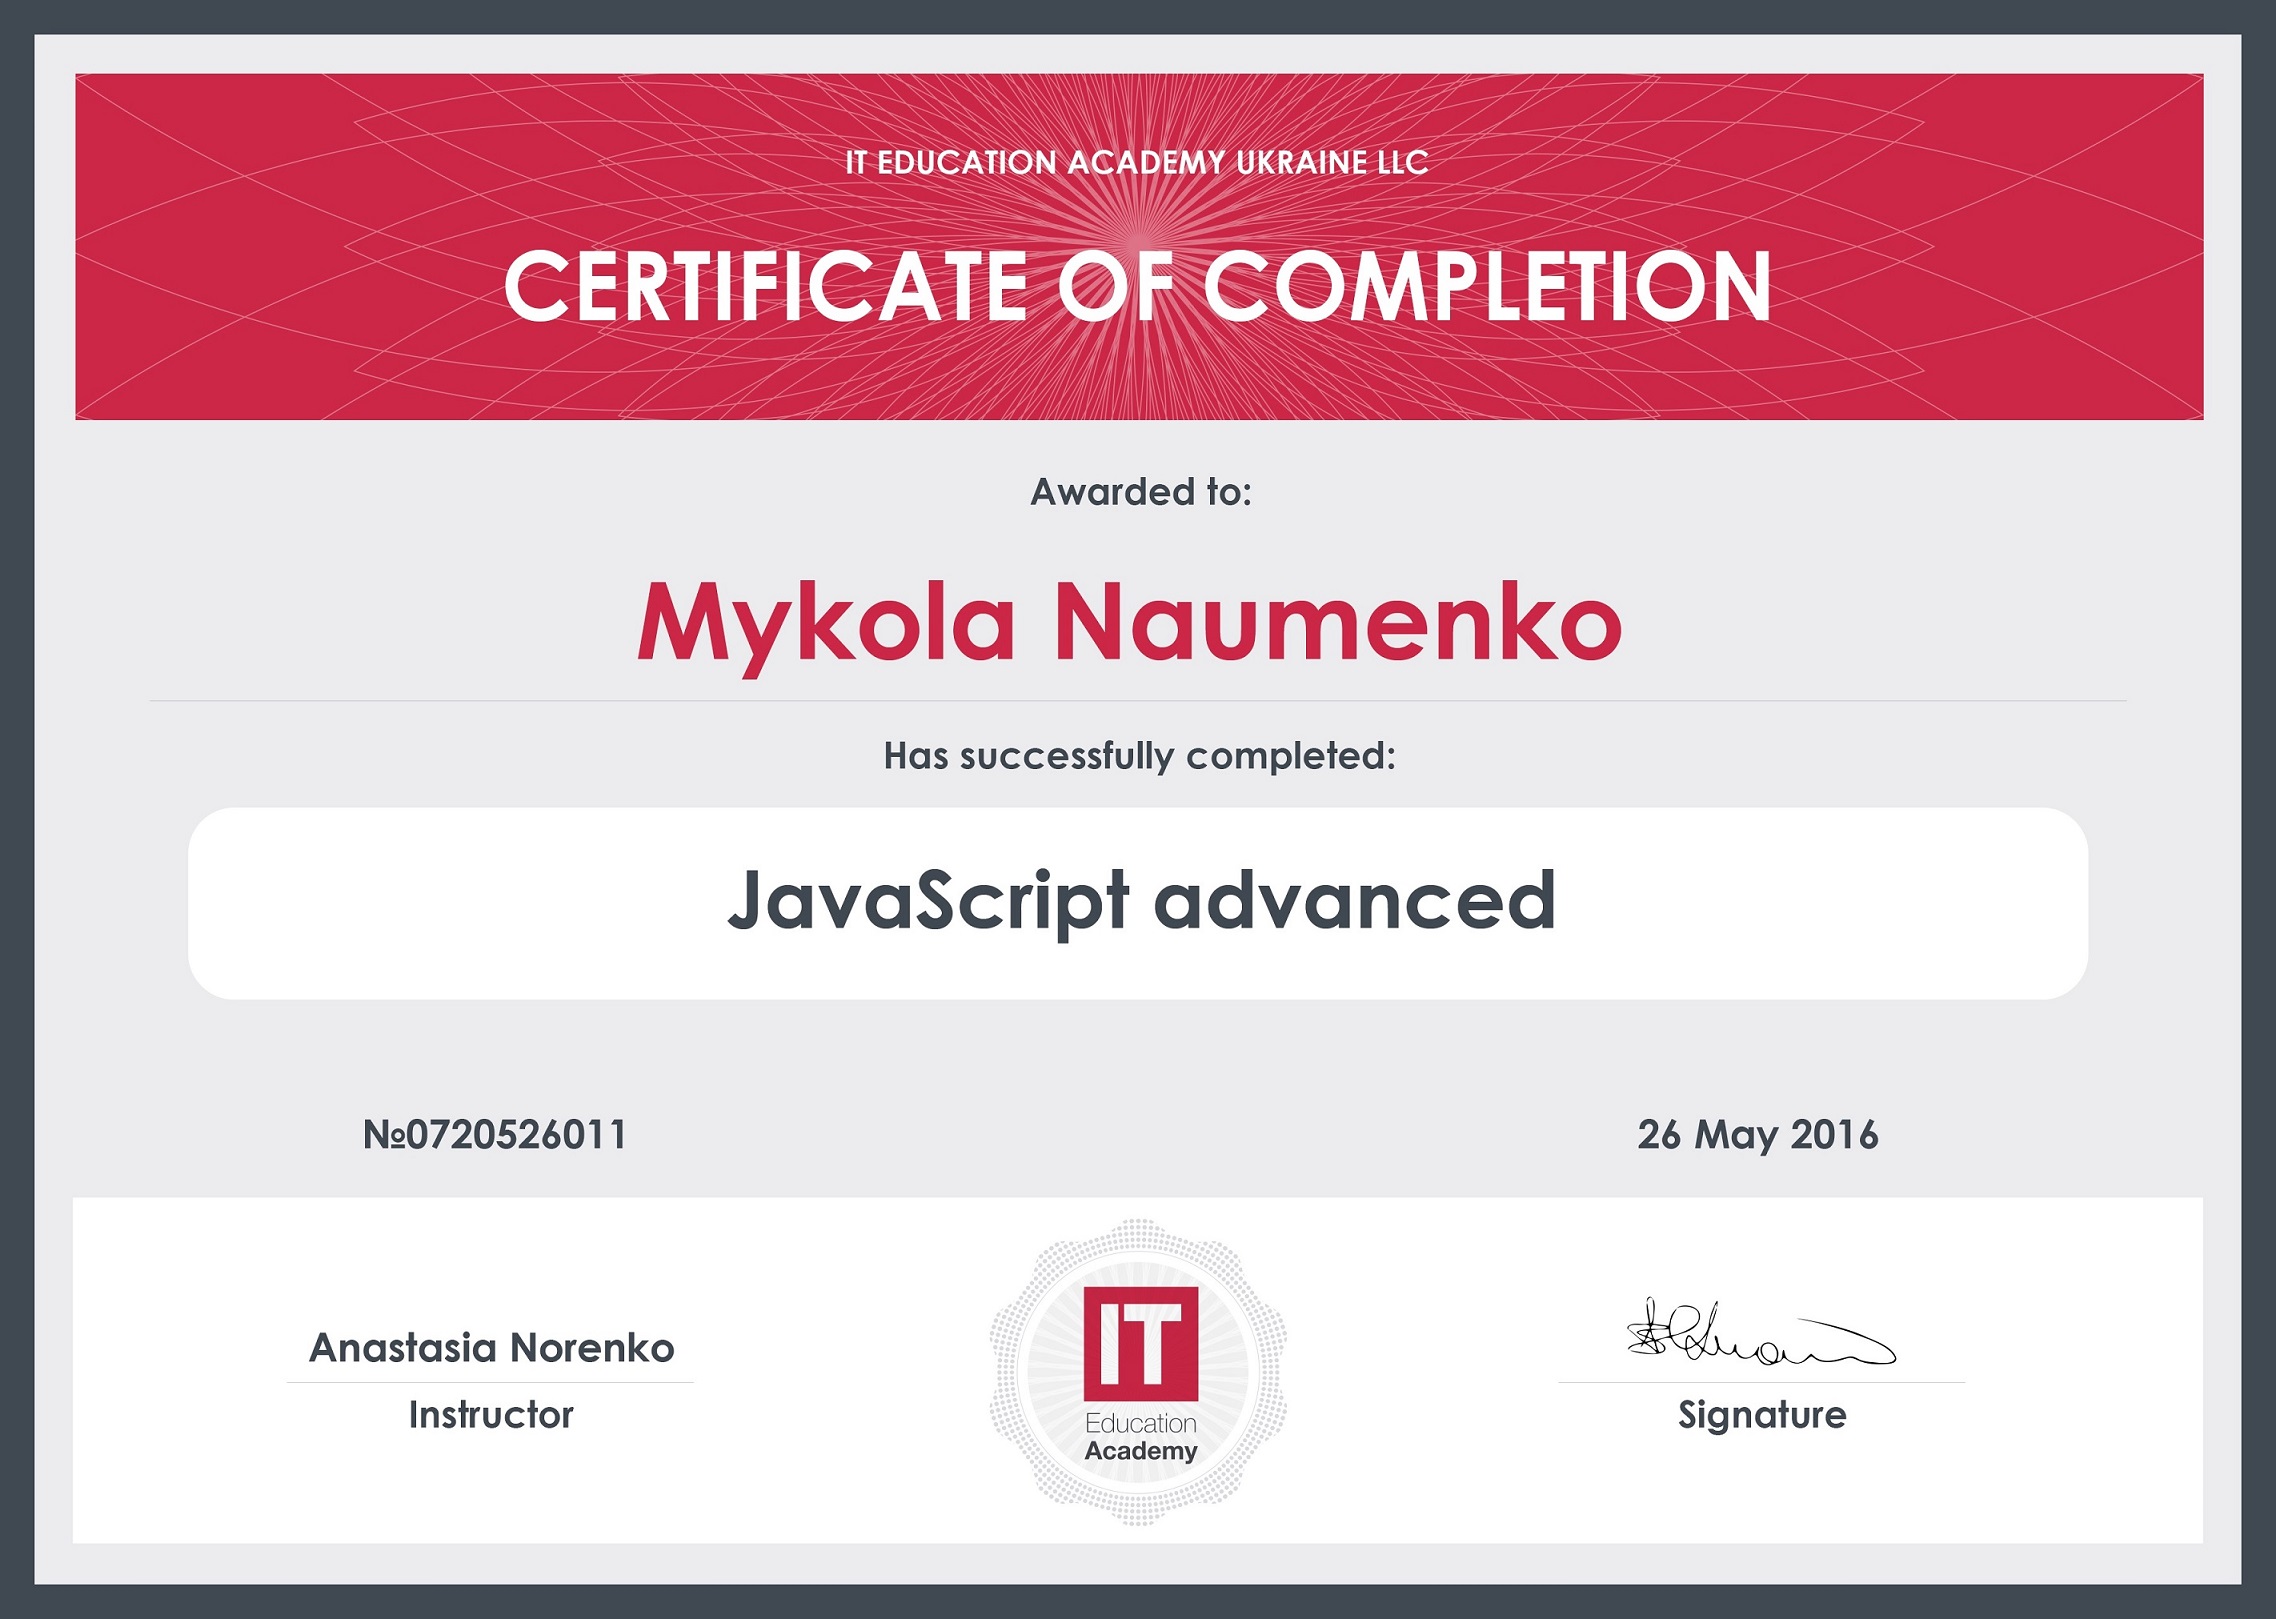 IT EDUCATION ACADEMY UKRAINE LLC
CERTIFICATE OF COMPLETION
Awarded to:
Mykola Naumenko
Has successfully completed:
JavaScript advanced
№0720526011
26 May 2016
Anastasia Norenko
Instructor
IT
Education
Academy
Signature